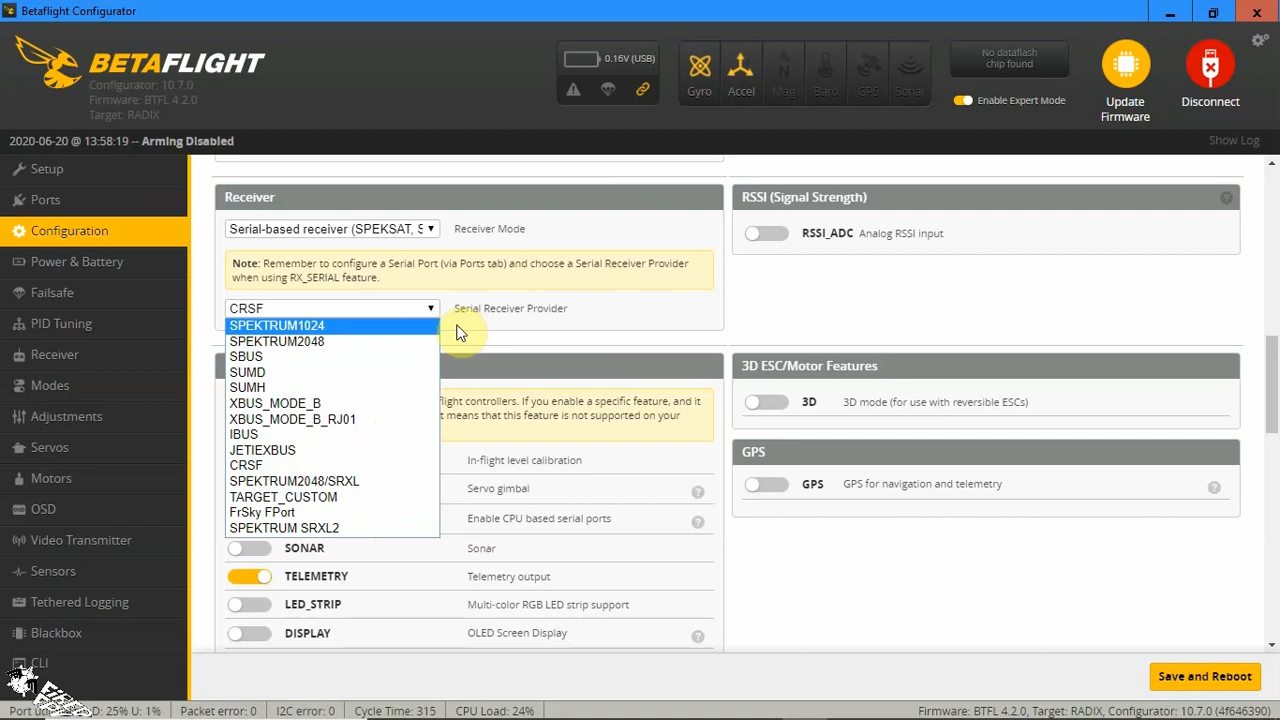 Betaflight Configurator
BETAFLIGHT
Configurator: 10.7.0
Firmware: BTFL 4.2.0
Target: RADIX
0.16V (USB)
Gyro
Accel
Mag
Baro
GPS
Sonar
No dataflash
chip found
Enable Expert Mode
Update
Firmware
Disconnect
2020-06-20 @ 13:58:19 -- Arming Disabled
Show Log
Setup
Ports
Configuration
Power & Battery
Failsafe
PID Tuning
Receiver
Modes
Adjustments
Servos
Motors
OSD
Video Transmitter
Sensors
Tethered Logging
Blackbox
CLI
Receiver
Serial-based receiver (SPEKSAT, S
Receiver Mode
Note: Remember to configure a Serial Port (via Ports tab) and choose a Serial Receiver Provider
when using RX_SERIAL feature.
CRSF
Serial Receiver Provider
SPEKTRUM1024
SPEKTRUM2048
SBUS
SUMD
SUMH
XBUS_MODE_B
XBUS_MODE_B_RJ01
IBUS
JETIEXBUS
CRSF
SPEKTRUM2048/SRXL
TARGET_CUSTOM
FrSky FPort
SPEKTRUM SRXL2
flight controllers. If you enable a specific feature, and it
it means that this feature is not supported on your
In-flight level calibration
Servo gimbal
Enable CPU based serial ports
SONAR Sonar
TELEMETRY Telemetry output
LED_STRIP Multi-color RGB LED strip support
DISPLAY OLED Screen Display
RSSI (Signal Strength)
RSSI_ADC Analog RSSI input
3D ESC/Motor Features
3D 3D mode (for use with reversible ESCs)
GPS
GPS GPS for navigation and telemetry
Save and Reboot
D: 25% U: 1%
Packet error: 0
I2C error: 0
Cycle Time: 315
CPU Load: 24%
Firmware: BTFL 4.2.0, Target: RADIX, Configurator: 10.7.0 (4f646390)